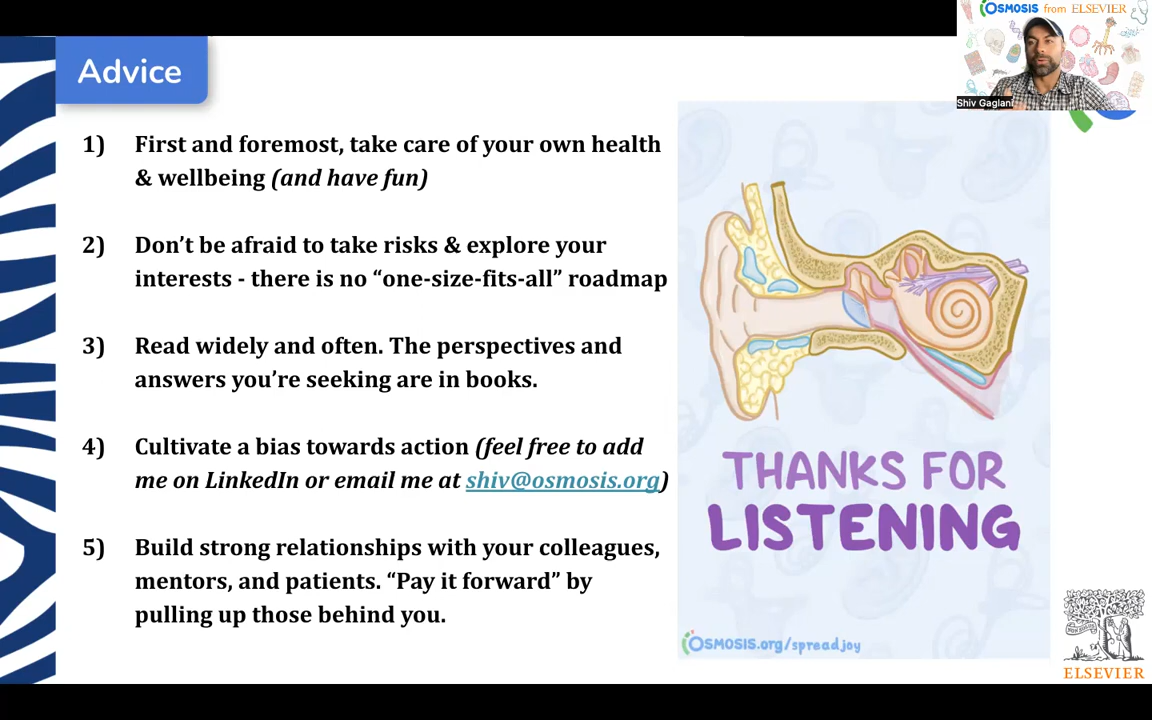 OSMOSIS from ELSEVIER
Shiv Gaglani
Advice
1) First and foremost, take care of your own health
& wellbeing (and have fun)
2) Don’t be afraid to take risks & explore your
interests - there is no “one-size-fits-all” roadmap
3) Read widely and often. The perspectives and
answers you’re seeking are in books.
4) Cultivate a bias towards action (feel free to add
me on LinkedIn or email me at shiv@osmosis.org)
5) Build strong relationships with your colleagues,
mentors, and patients. “Pay it forward” by
pulling up those behind you.
THANKS FOR
LISTENING
OSMOSIS.org/spreadjoy
NON SOLUS
ELSEVIER